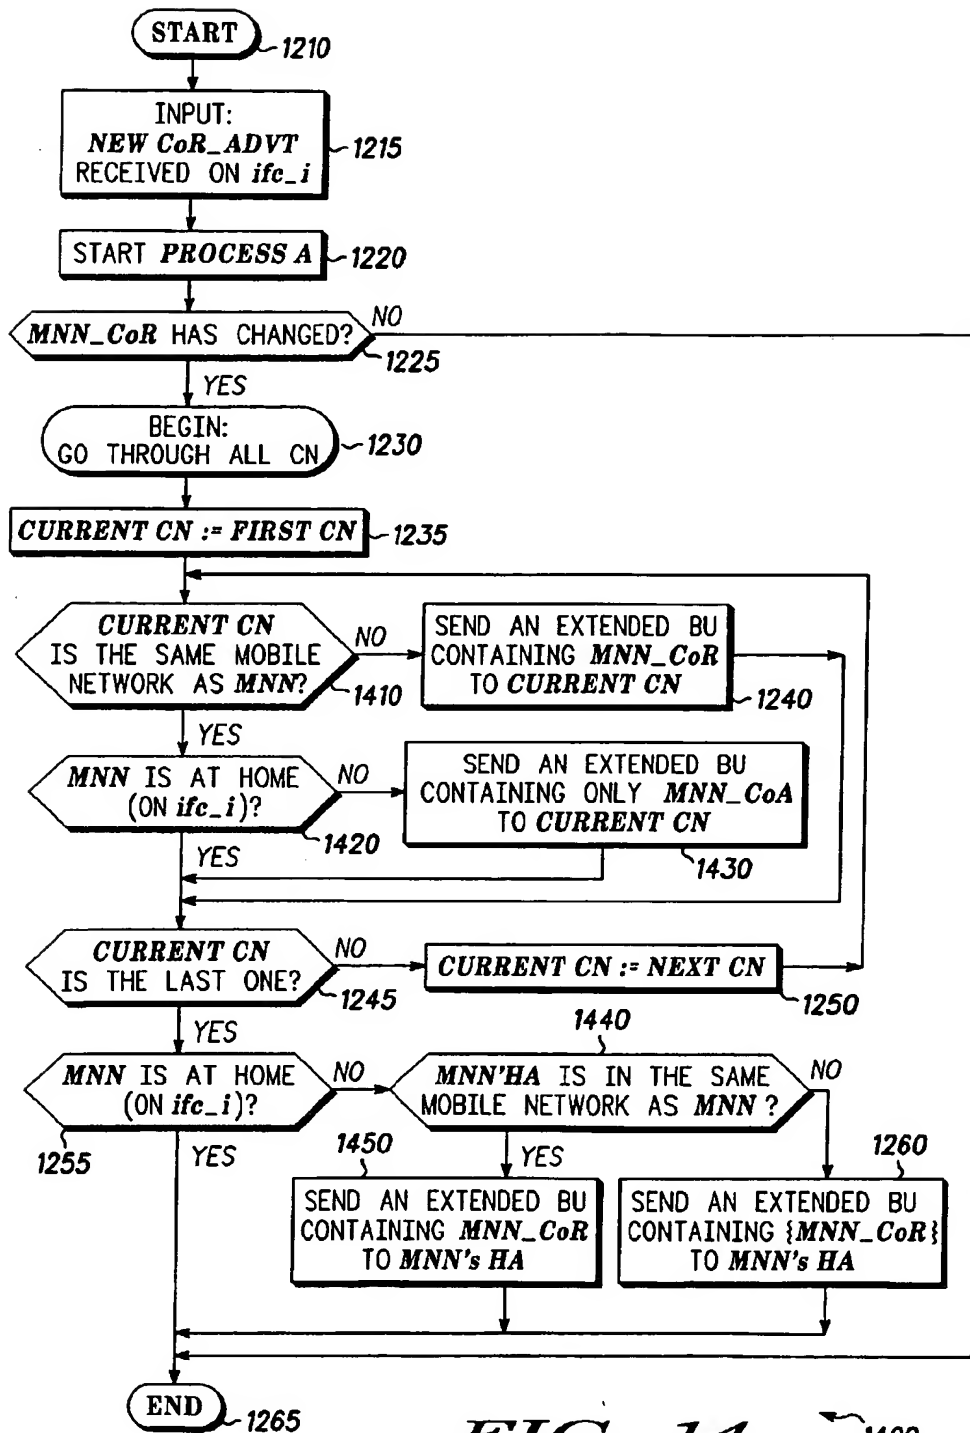 START
1210
INPUT:
NEW CoR_ADVT
RECEIVED ON ifc_i
1215
START PROCESS A
1220
MNN_CoR HAS CHANGED?
NO
1225
YES
BEGIN:
GO THROUGH ALL CN
1230
CURRENT CN := FIRST CN
1235
CURRENT CN
IS THE SAME MOBILE
NETWORK AS MNN?
NO
1410
SEND AN EXTENDED BU
CONTAINING MNN_CoR
TO CURRENT CN
1240
YES
MNN IS AT HOME
(ON ifc_i)?
NO
1420
SEND AN EXTENDED BU
CONTAINING ONLY MNN_CoA
TO CURRENT CN
1430
YES
CURRENT CN
IS THE LAST ONE?
NO
1245
CURRENT CN := NEXT CN
1250
YES
1440
MNN IS AT HOME
(ON ifc_i)?
NO
1255
MNN'HA IS IN THE SAME
MOBILE NETWORK AS MNN ?
NO
YES
1450
YES
1260
SEND AN EXTENDED BU
CONTAINING MNN_CoR
TO MNN's HA
SEND AN EXTENDED BU
CONTAINING {MNN_CoR}
TO MNN's HA
END
1265